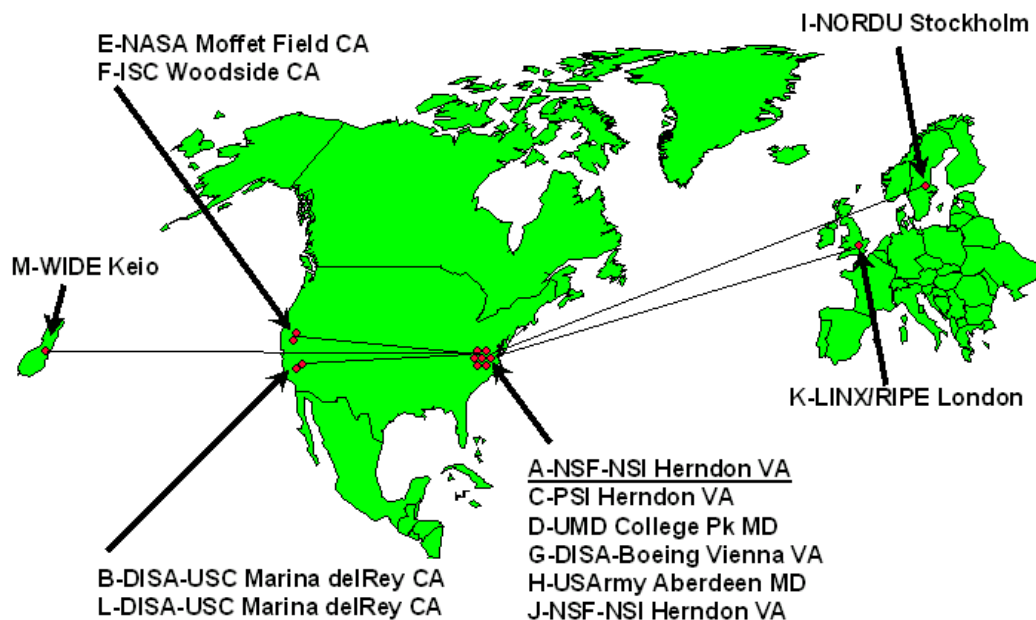 E-NASA Moffet Field CA
F-ISC Woodside CA
I-NORDU Stockholm
M-WIDE Keio
K-LINX/RIPE London
A-NSF-NSI Herndon VA
C-PSI Herndon VA
D-UMD College Pk MD
G-DISA-Boeing Vienna VA
H-USArmy Aberdeen MD
J-NSF-NSI Herndon VA
B-DISA-USC Marina delRey CA
L-DISA-USC Marina delRey CA